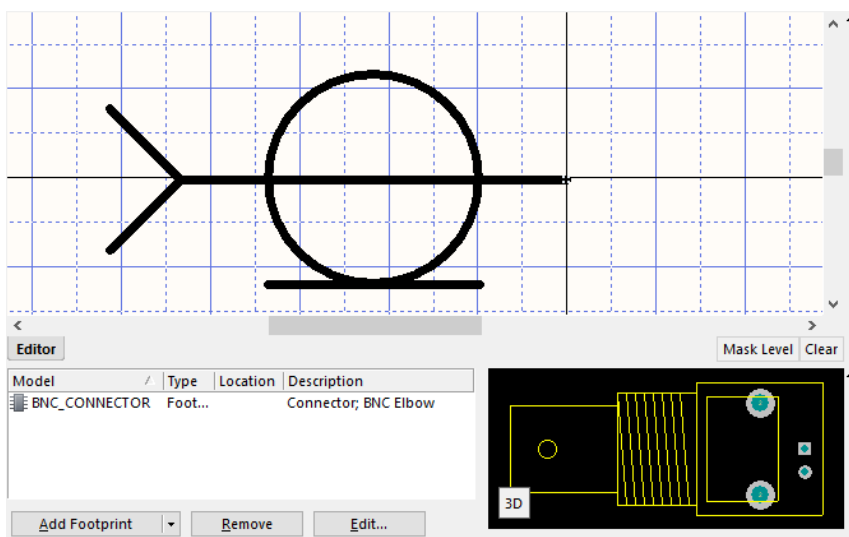 Editor
Mask Level Clear
Model Type Location Description
BNC_CONNECTOR Foot... Connector; BNC Elbow
3D
Add Footprint Remove Edit...